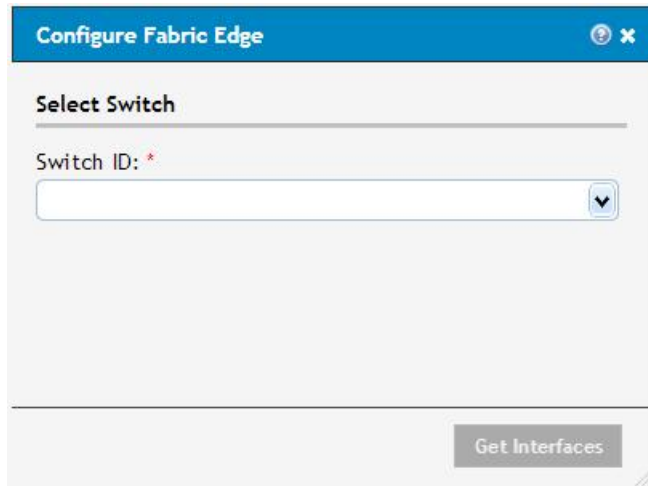 Configure Fabric Edge
Select Switch
Switch ID: *
Get Interfaces